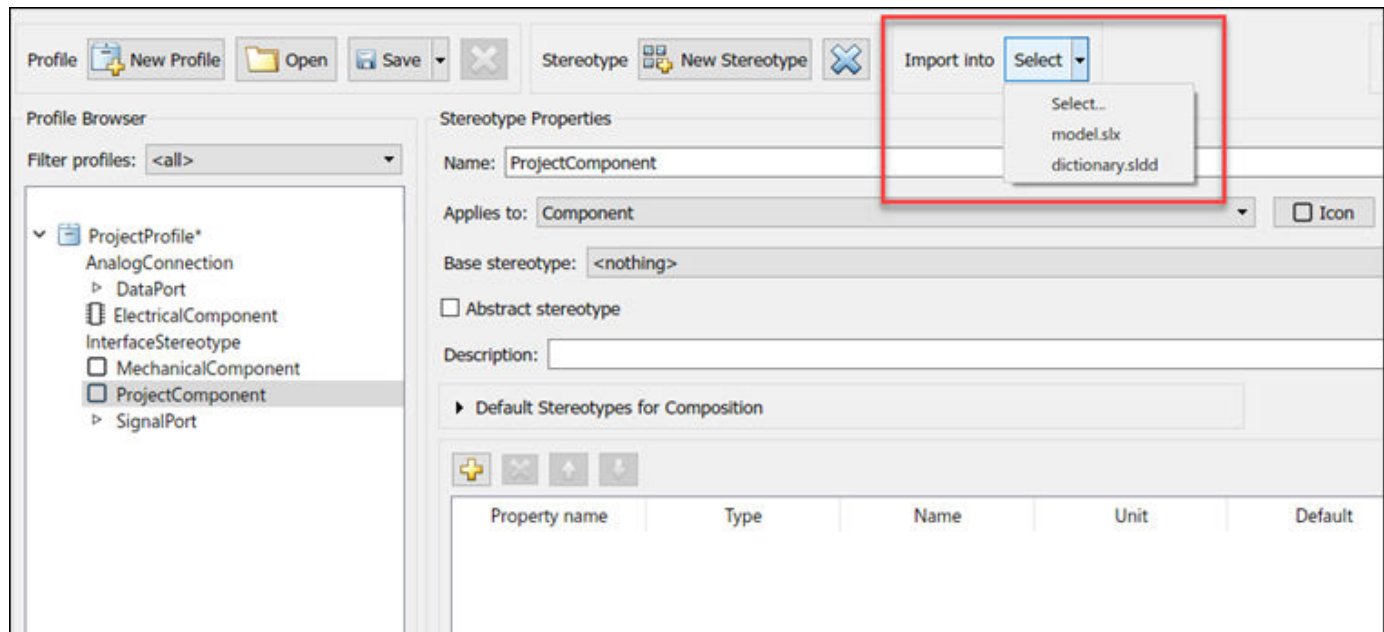 Profile New Profile Open Save Stereotype New Stereotype Import into Select
Select...
model.slx
dictionary.sldd
Profile Browser
Filter profiles: <all>
ProjectProfile*
AnalogConnection
DataPort
ElectricalComponent
InterfaceStereotype
MechanicalComponent
ProjectComponent
SignalPort
Stereotype Properties
Name: ProjectComponent
Applies to: Component Icon
Base stereotype: <nothing>
Abstract stereotype
Description:
Default Stereotypes for Composition
Property name Type Name Unit Default